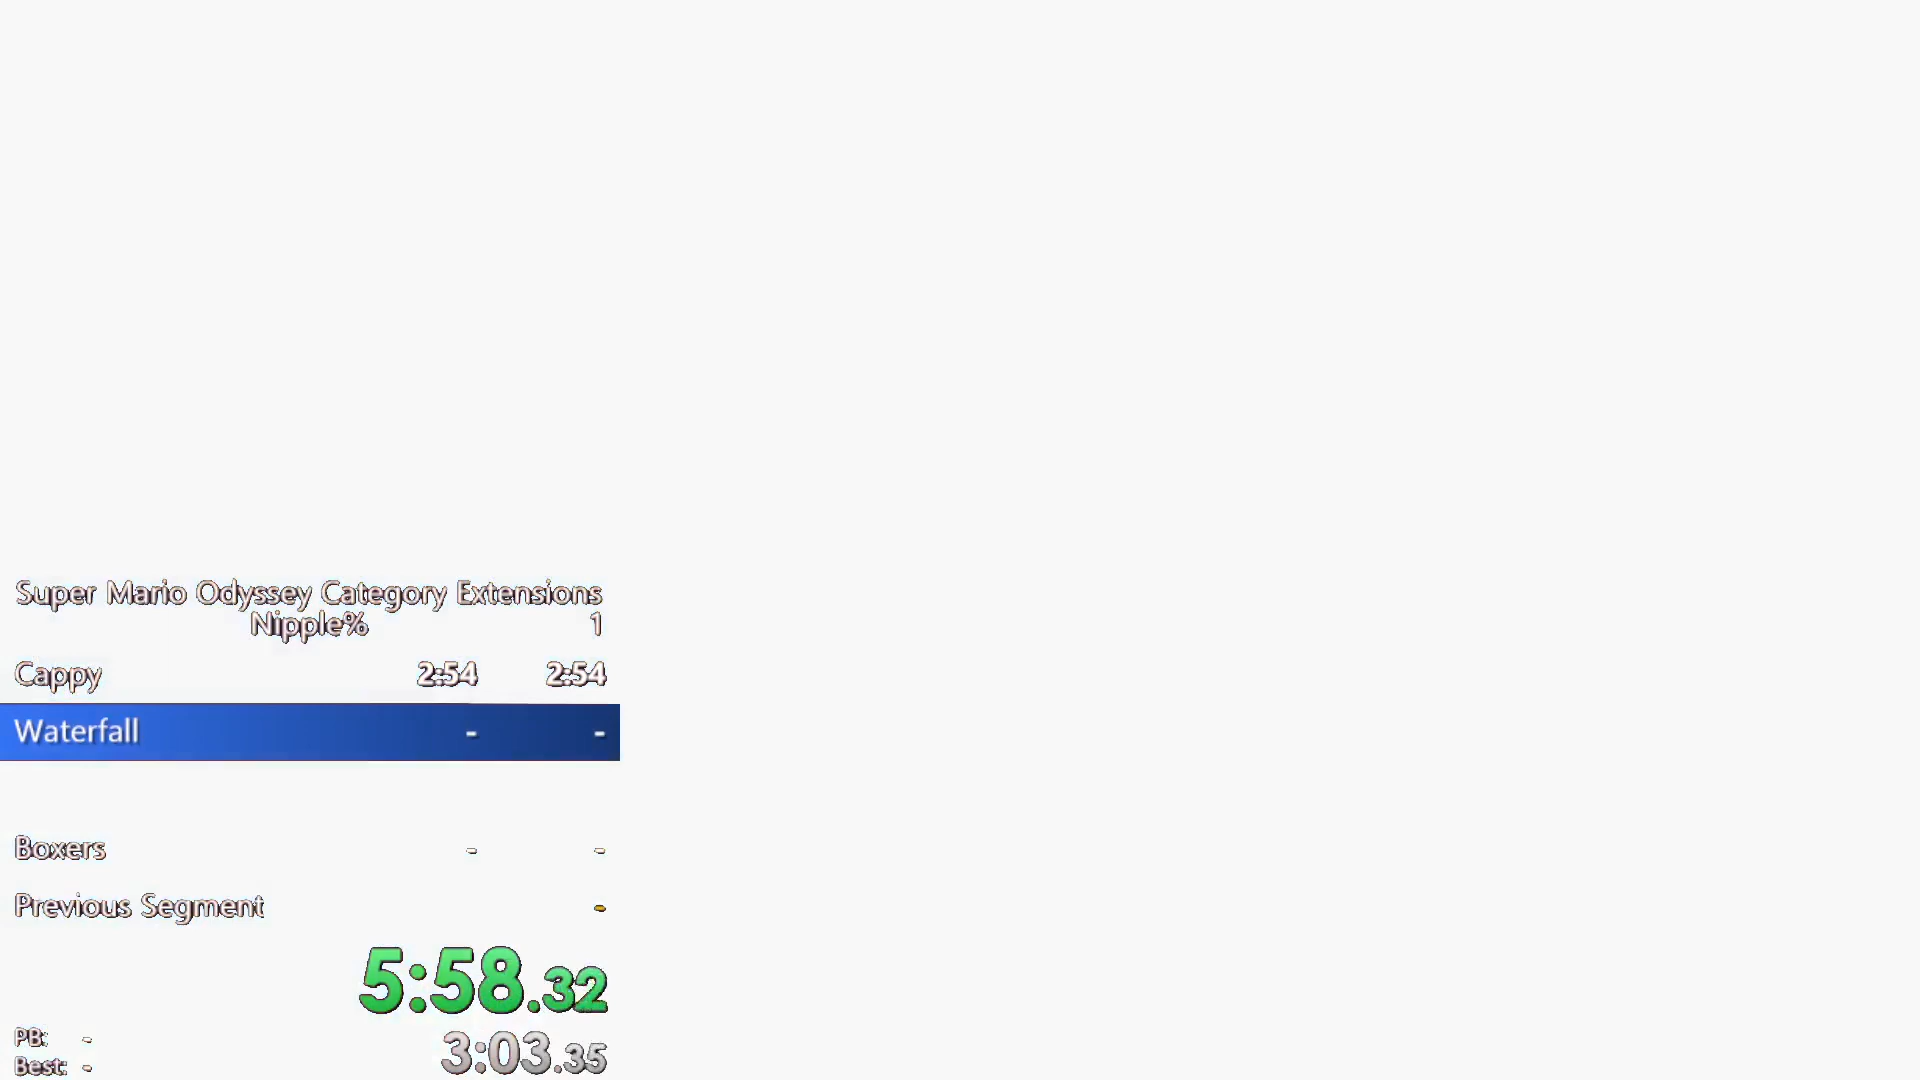 Super Mario Odyssey Category Extensions
Nipple% 1
Cappy 2:54 2:54
Waterfall - -
Boxers - -
Previous Segment -
5:58.32
PB: -
3:03.35
Best: -